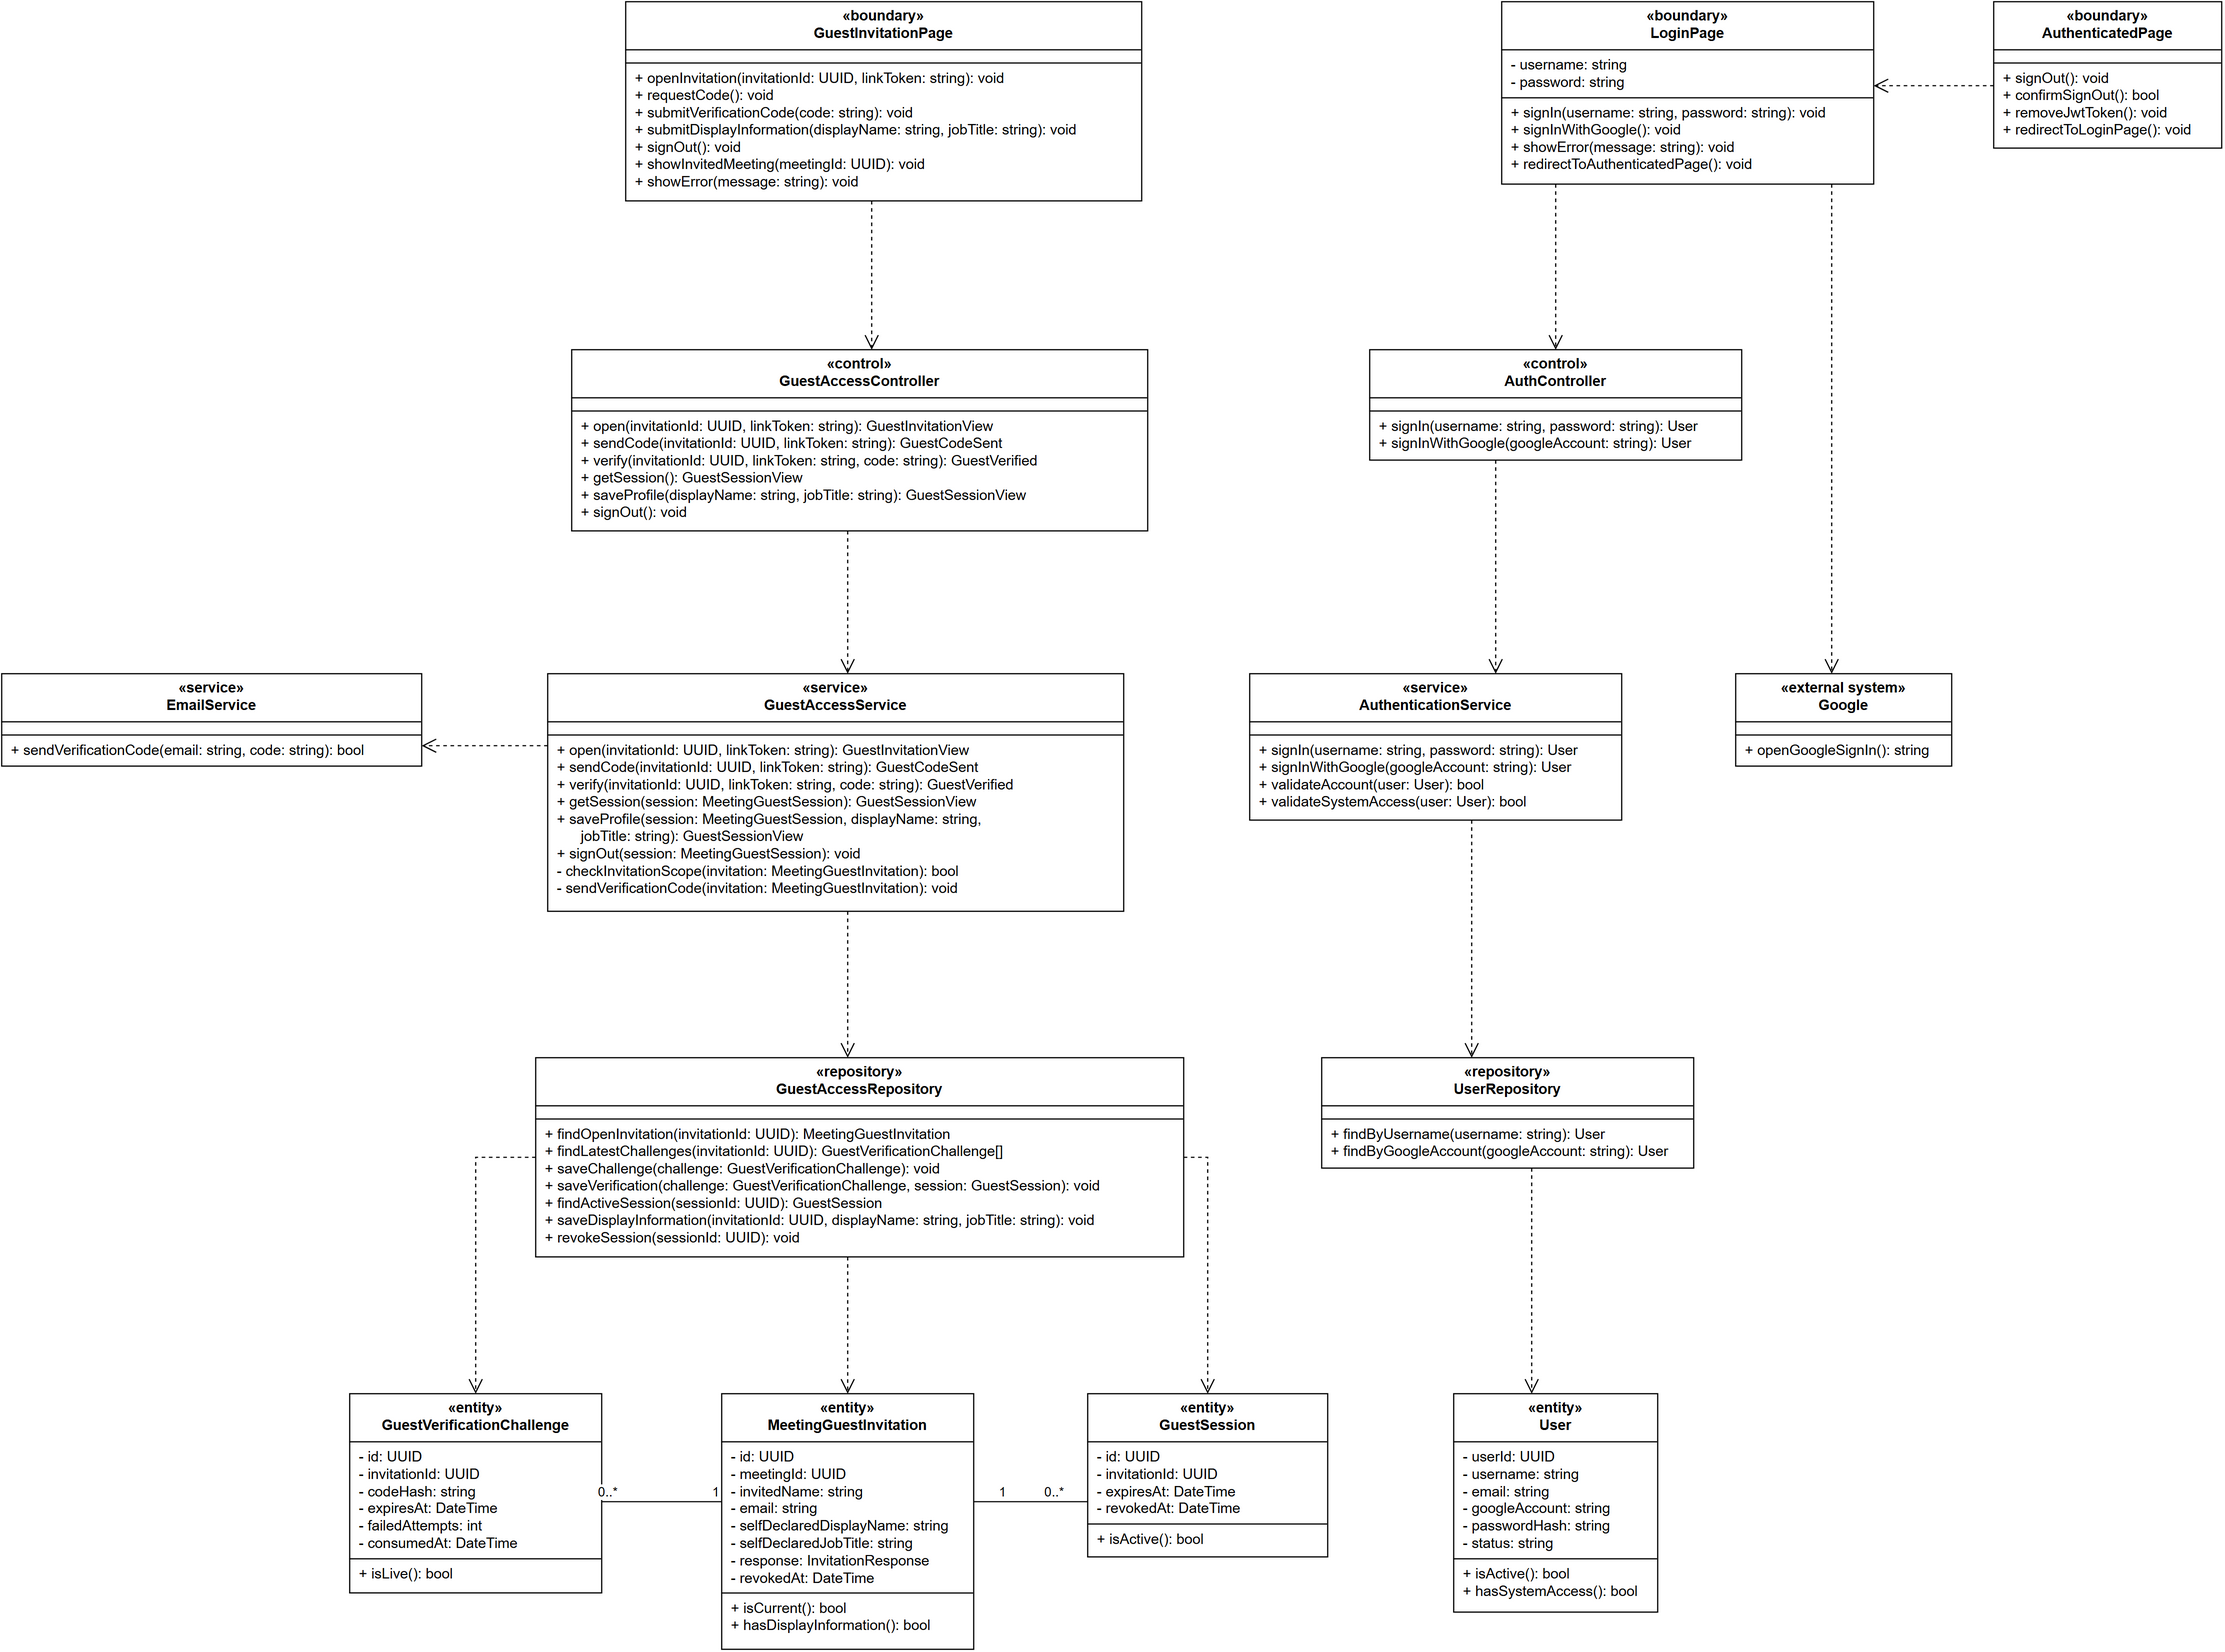 «boundary»
GuestInvitationPage
+ openInvitation(invitationId: UUID, linkToken: string): void
+ requestCode(): void
+ submitVerificationCode(code: string): void
+ submitDisplayInformation(displayName: string, jobTitle: string): void
+ signOut(): void
+ showInvitedMeeting(meetingId: UUID): void
+ showError(message: string): void
«boundary»
LoginPage
- username: string
- password: string
+ signIn(username: string, password: string): void
+ signInWithGoogle(): void
+ showError(message: string): void
+ redirectToAuthenticatedPage(): void
«boundary»
AuthenticatedPage
+ signOut(): void
+ confirmSignOut(): bool
+ removeJwtToken(): void
+ redirectToLoginPage(): void
«control»
GuestAccessController
+ open(invitationId: UUID, linkToken: string): GuestInvitationView
+ sendCode(invitationId: UUID, linkToken: string): GuestCodeSent
+ verify(invitationId: UUID, linkToken: string, code: string): GuestVerified
+ getSession(): GuestSessionView
+ saveProfile(displayName: string, jobTitle: string): GuestSessionView
+ signOut(): void
«control»
AuthController
+ signIn(username: string, password: string): User
+ signInWithGoogle(googleAccount: string): User
«service»
EmailService
+ sendVerificationCode(email: string, code: string): bool
«service»
GuestAccessService
+ open(invitationId: UUID, linkToken: string): GuestInvitationView
+ sendCode(invitationId: UUID, linkToken: string): GuestCodeSent
+ verify(invitationId: UUID, linkToken: string, code: string): GuestVerified
+ getSession(session: MeetingGuestSession): GuestSessionView
+ saveProfile(session: MeetingGuestSession, displayName: string,
jobTitle: string): GuestSessionView
+ signOut(session: MeetingGuestSession): void
- checkInvitationScope(invitation: MeetingGuestInvitation): bool
- sendVerificationCode(invitation: MeetingGuestInvitation): void
«service»
AuthenticationService
+ signIn(username: string, password: string): User
+ signInWithGoogle(googleAccount: string): User
+ validateAccount(user: User): bool
+ validateSystemAccess(user: User): bool
«external system»
Google
+ openGoogleSignIn(): string
«repository»
GuestAccessRepository
+ findOpenInvitation(invitationId: UUID): MeetingGuestInvitation
+ findLatestChallenges(invitationId: UUID): GuestVerificationChallenge[]
+ saveChallenge(challenge: GuestVerificationChallenge): void
+ saveVerification(challenge: GuestVerificationChallenge, session: GuestSession): void
+ findActiveSession(sessionId: UUID): GuestSession
+ saveDisplayInformation(invitationId: UUID, displayName: string, jobTitle: string): void
+ revokeSession(sessionId: UUID): void
«repository»
UserRepository
+ findByUsername(username: string): User
+ findByGoogleAccount(googleAccount: string): User
«entity»
GuestVerificationChallenge
- id: UUID
- invitationId: UUID
- codeHash: string
- expiresAt: DateTime
- failedAttempts: int
- consumedAt: DateTime
+ isLive(): bool
0..*
1
«entity»
MeetingGuestInvitation
- id: UUID
- meetingId: UUID
- invitedName: string
- email: string
- selfDeclaredDisplayName: string
- selfDeclaredJobTitle: string
- response: InvitationResponse
- revokedAt: DateTime
+ isCurrent(): bool
+ hasDisplayInformation(): bool
1
0..*
«entity»
GuestSession
- id: UUID
- invitationId: UUID
- expiresAt: DateTime
- revokedAt: DateTime
+ isActive(): bool
«entity»
User
- userId: UUID
- username: string
- email: string
- googleAccount: string
- passwordHash: string
- status: string
+ isActive(): bool
+ hasSystemAccess(): bool